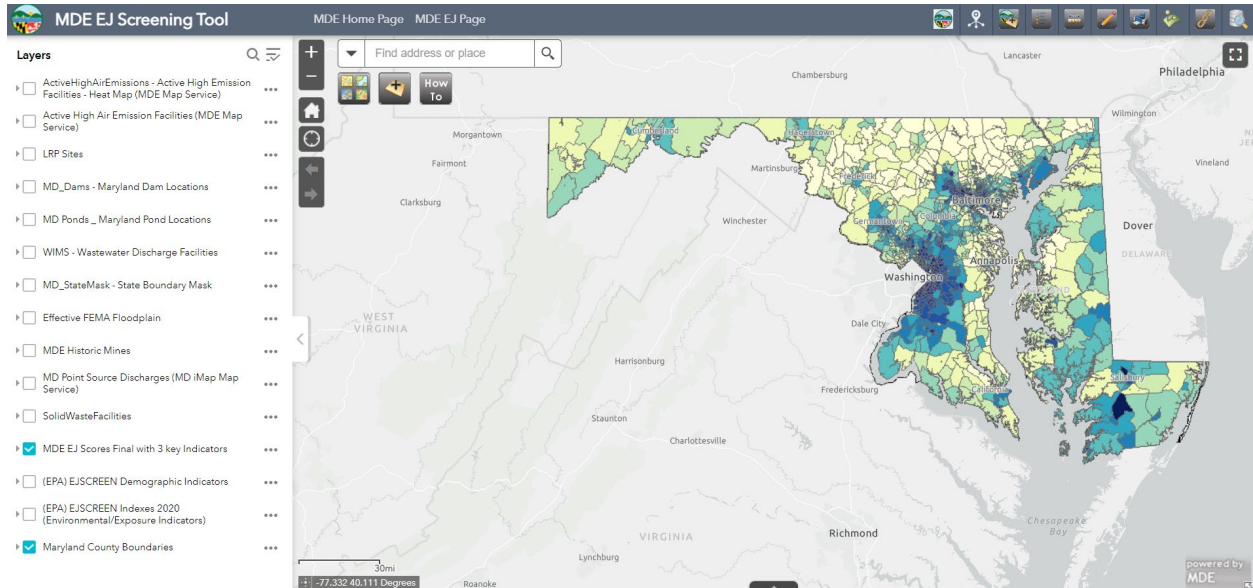 MDE EJ Screening Tool
MDE Home Page MDE EJ Page
Layers
ActiveHighAirEmissions - Active High Emission
Facilities - Heat Map (MDE Map Service)
Active High Air Emission Facilities (MDE Map
Service)
LRP Sites
MD_Dams - Maryland Dam Locations
MD Ponds _ Maryland Pond Locations
WIMS - Wastewater Discharge Facilities
MD_StateMask - State Boundary Mask
Effective FEMA Floodplain
MDE Historic Mines
MD Point Source Discharges (MD iMap Map
Service)
SolidWasteFacilities
MDE EJ Scores Final with 3 key Indicators
(EPA) EJSCREEN Demographic Indicators
(EPA) EJSCREEN Indexes 2020
(Environmental/Exposure Indicators)
Maryland County Boundaries
+
Find address or place
−
How
To
Lancaster
Chambersburg
Philadelphia
Wilmington
Morgantown
Cumberland
Hagerstown
Fairmont
Martinsburg
Vineland
Frederick
Clarksburg
Baltimore
Winchester
Germantown
Columbia
Dover
DELAWARE
Annapolis
Washington
WEST
VIRGINIA
Dale City
Harrisonburg
Salisbury
Fredericksburg
California
Staunton
Charlottesville
Chesapeake
Bay
VIRGINIA
Richmond
Lynchburg
30mi
-77.332 40.111 Degrees
Roanoke
powered by
MDE